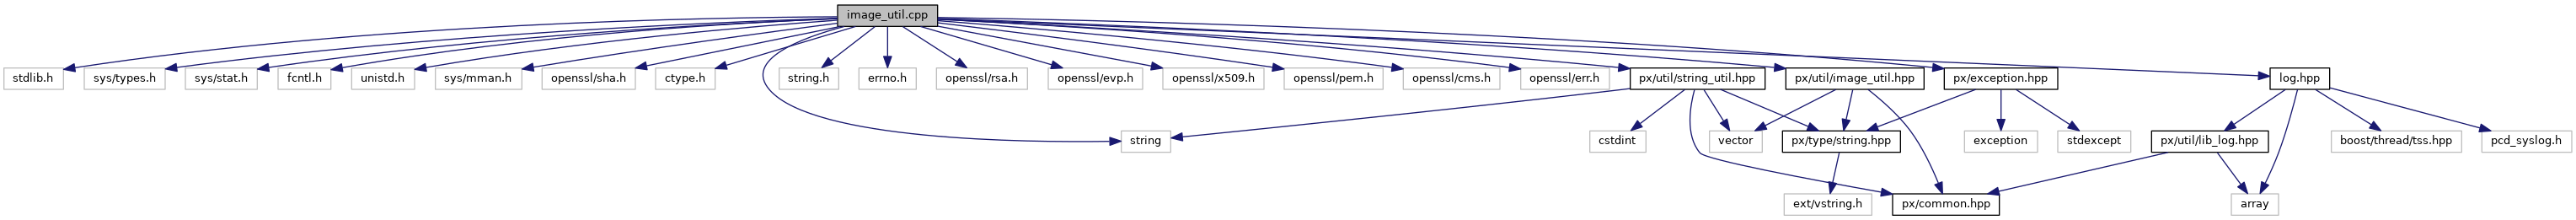 image_util.cpp
stdlib.h
sys/types.h
sys/stat.h
fcntl.h
unistd.h
sys/mman.h
openssl/sha.h
ctype.h
string.h
errno.h
openssl/rsa.h
openssl/evp.h
openssl/x509.h
openssl/pem.h
openssl/cms.h
openssl/err.h
px/util/string_util.hpp
px/util/image_util.hpp
px/exception.hpp
log.hpp
string
cstdint
vector
px/type/string.hpp
exception
stdexcept
px/util/lib_log.hpp
boost/thread/tss.hpp
pcd_syslog.h
ext/vstring.h
px/common.hpp
array